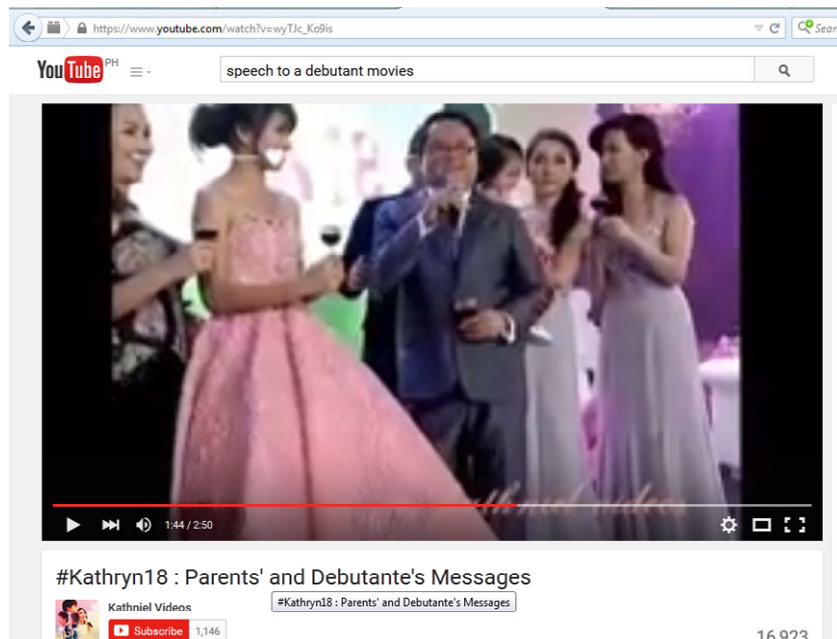 https://www.youtube.com/watch?v=wyTJc_Ko9is
Sear
YouTube PH
speech to a debutant movies
1:44 / 2:50
#Kathryn18 : Parents' and Debutante's Messages
Kathniel Videos
#Kathryn18 : Parents' and Debutante's Messages
Subscribe 1,146
16,923